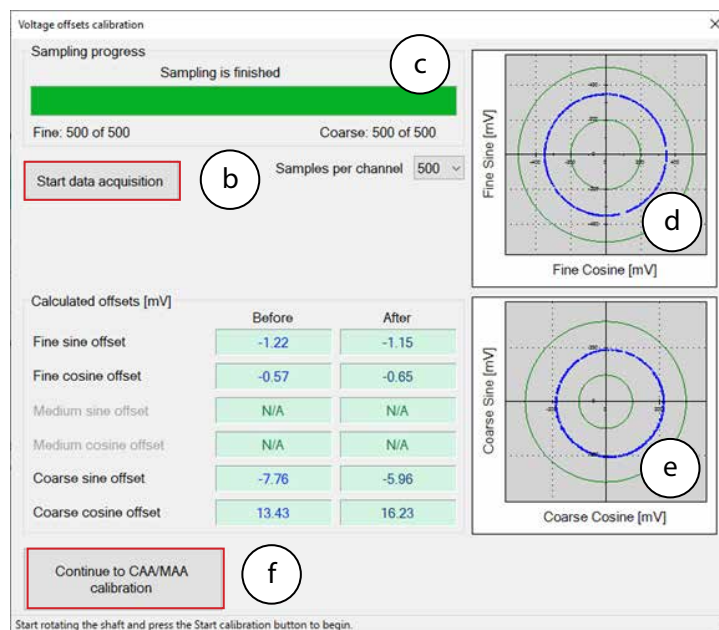 Voltage offsets calibration
Sampling progress
Sampling is finished
c
Fine: 500 of 500 Coarse: 500 of 500
Start data acquisition
b
Samples per channel 500
Fine Sine [mV]
d
Fine Cosine [mV]
Calculated offsets [mV]
Before After
Fine sine offset -1.22 -1.15
Fine cosine offset -0.57 -0.65
Medium sine offset N/A N/A
Medium cosine offset N/A N/A
Coarse sine offset -7.76 -5.96
Coarse cosine offset 13.43 16.23
Coarse Sine [mV]
e
Coarse Cosine [mV]
Continue to CAA/MAA
calibration
f
Start rotating the shaft and press the Start calibration button to begin.